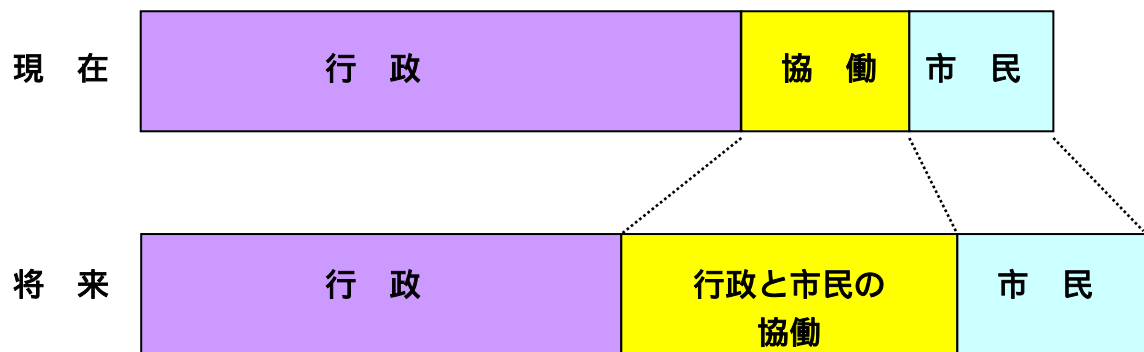 現　在　行　政　協　働　市　民
将　来　行　政　行政と市民の　市　民
協働